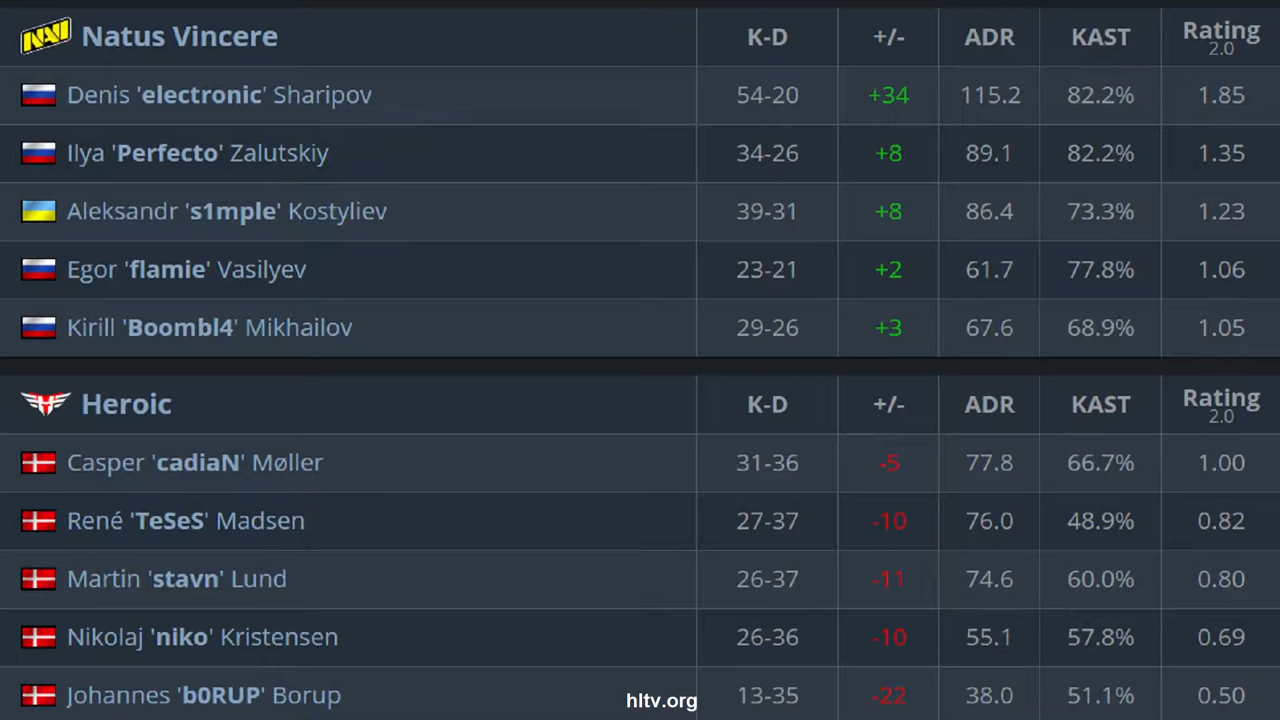 NAVI Natus Vincere K-D +/- ADR KAST Rating 2.0
Denis 'electronic' Sharipov 54-20 +34 115.2 82.2% 1.85
Ilya 'Perfecto' Zalutskiy 34-26 +8 89.1 82.2% 1.35
Aleksandr 's1mple' Kostyliev 39-31 +8 86.4 73.3% 1.23
Egor 'flamie' Vasilyev 23-21 +2 61.7 77.8% 1.06
Kirill 'Boombl4' Mikhailov 29-26 +3 67.6 68.9% 1.05
H Heroic K-D +/- ADR KAST Rating 2.0
Casper 'cadiaN' Møller 31-36 -5 77.8 66.7% 1.00
René 'TeSeS' Madsen 27-37 -10 76.0 48.9% 0.82
Martin 'stavn' Lund 26-37 -11 74.6 60.0% 0.80
Nikolaj 'niko' Kristensen 26-36 -10 55.1 57.8% 0.69
Johannes 'b0RUP' Borup 13-35 -22 38.0 51.1% 0.50
hltv.org